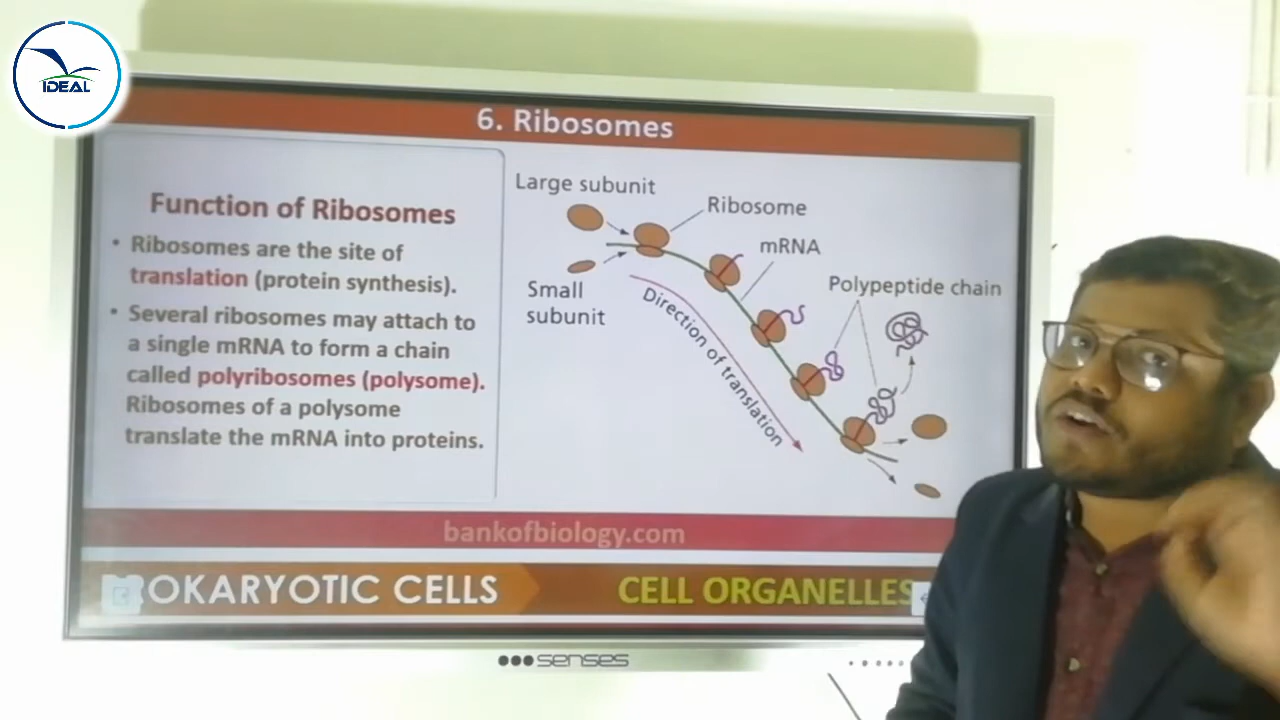 IDEAL
6. Ribosomes
Function of Ribosomes
• Ribosomes are the site of
translation (protein synthesis).
• Several ribosomes may attach to
a single mRNA to form a chain
called polyribosomes (polysome).
Ribosomes of a polysome
translate the mRNA into proteins.
Large subunit
Ribosome
mRNA
Small
subunit
Polypeptide chain
Direction of translation
bankofbiology.com
OKARYOTIC CELLS
CELL ORGANELLES
senses